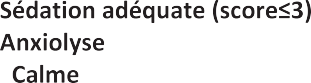 Sédation adéquate (score≤3)
Anxiolyse
Calme